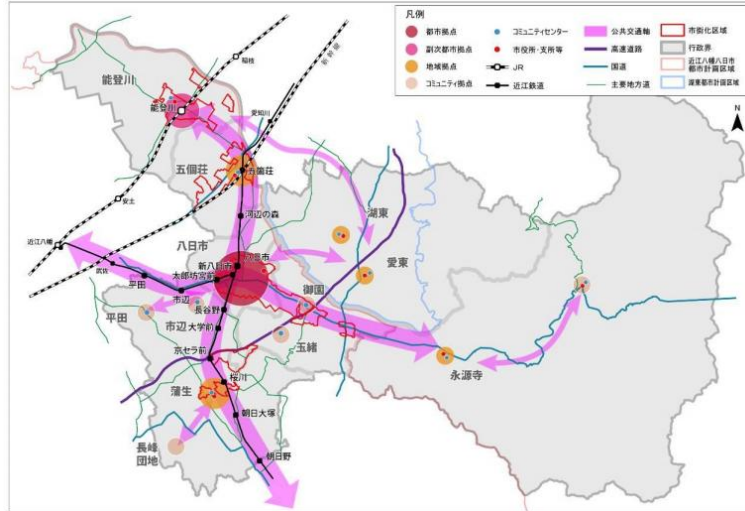 凡例
都市拠点
副次都市拠点
地域拠点
コミュニティ拠点
コミュニティセンター
市役所・支所等
JR
近江鉄道
公共交通軸
高速道路
国道
主要地方道
市街化区域
行政界
近江八幡八日市
都市計画区域
湖東都市計画区域
N
能登川
稲枝
新幹線
能登川
愛知川
五個荘
五箇荘
安土
河辺の森
湖東
近江八幡
八日市
愛東
武佐
新八日市
八日市
太郎坊宮前
平田
御園
市辺
平田
長谷野
市辺
大学前
玉緒
京セラ前
永源寺
桜川
蒲生
朝日大塚
長峰
団地
朝日野